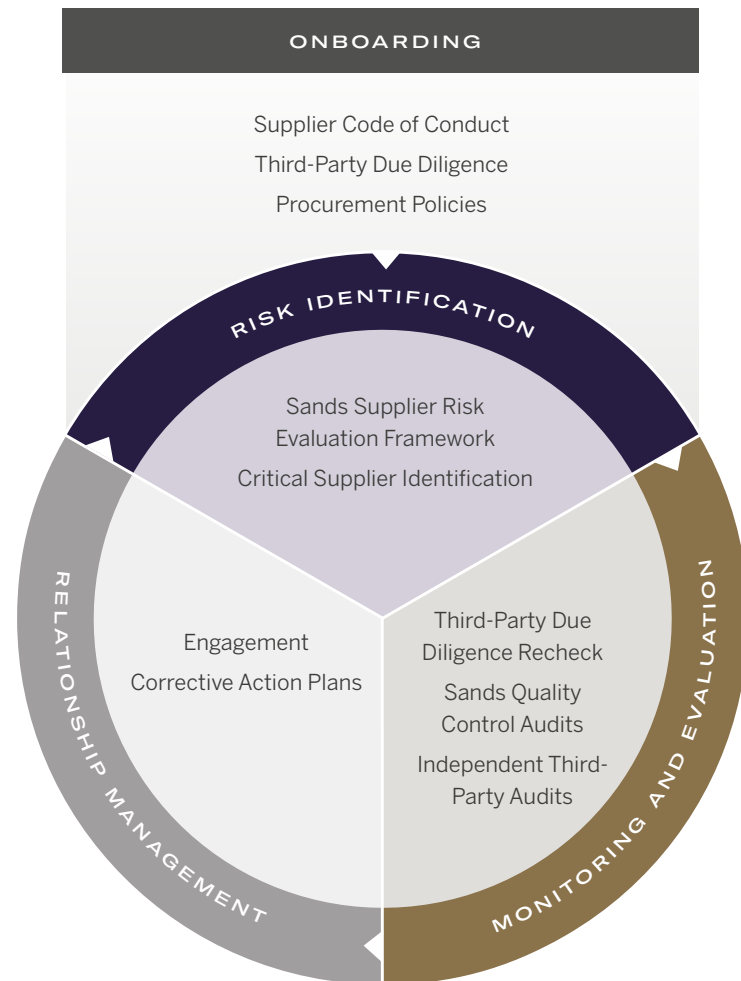 ONBOARDING
Supplier Code of Conduct
Third-Party Due Diligence
Procurement Policies
RISK IDENTIFICATION
Sands Supplier Risk
Evaluation Framework
Critical Supplier Identification
MONITORING AND EVALUATION
Third-Party Due
Diligence Recheck
Sands Quality
Control Audits
Independent Third-
Party Audits
RELATIONSHIP MANAGEMENT
Engagement
Corrective Action Plans